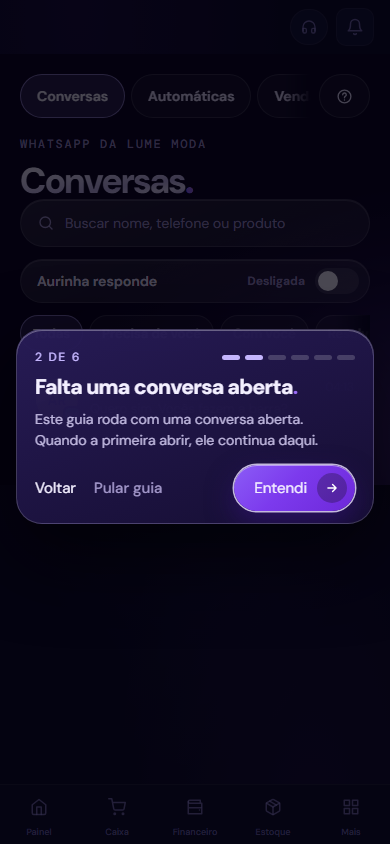 Conversas
Automáticas
Vend
WHATSAPP DA LUME MODA
Conversas.
Buscar nome, telefone ou produto
Aurinha responde
Desligada
2 DE 6
Falta uma conversa aberta.
Este guia roda com uma conversa aberta.
Quando a primeira abrir, ele continua daqui.
Voltar
Pular guia
Entendi
Painel
Caixa
Financeiro
Estoque
Mais